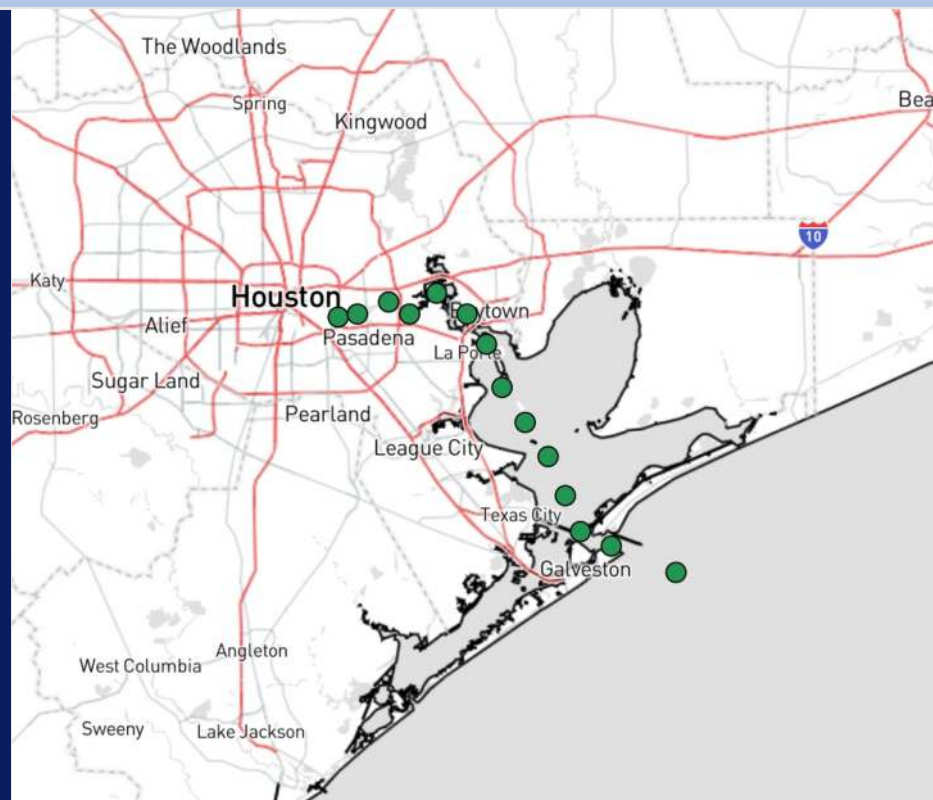 The Woodlands
Spring
Kingwood
Bea
10
Katy
Houston
Alief
Pasadena
La Porte
Sugar Land
Pearland
Rosenberg
League City
Texas City
Galveston
Angleton
West Columbia
Sweeny
Lake Jackson